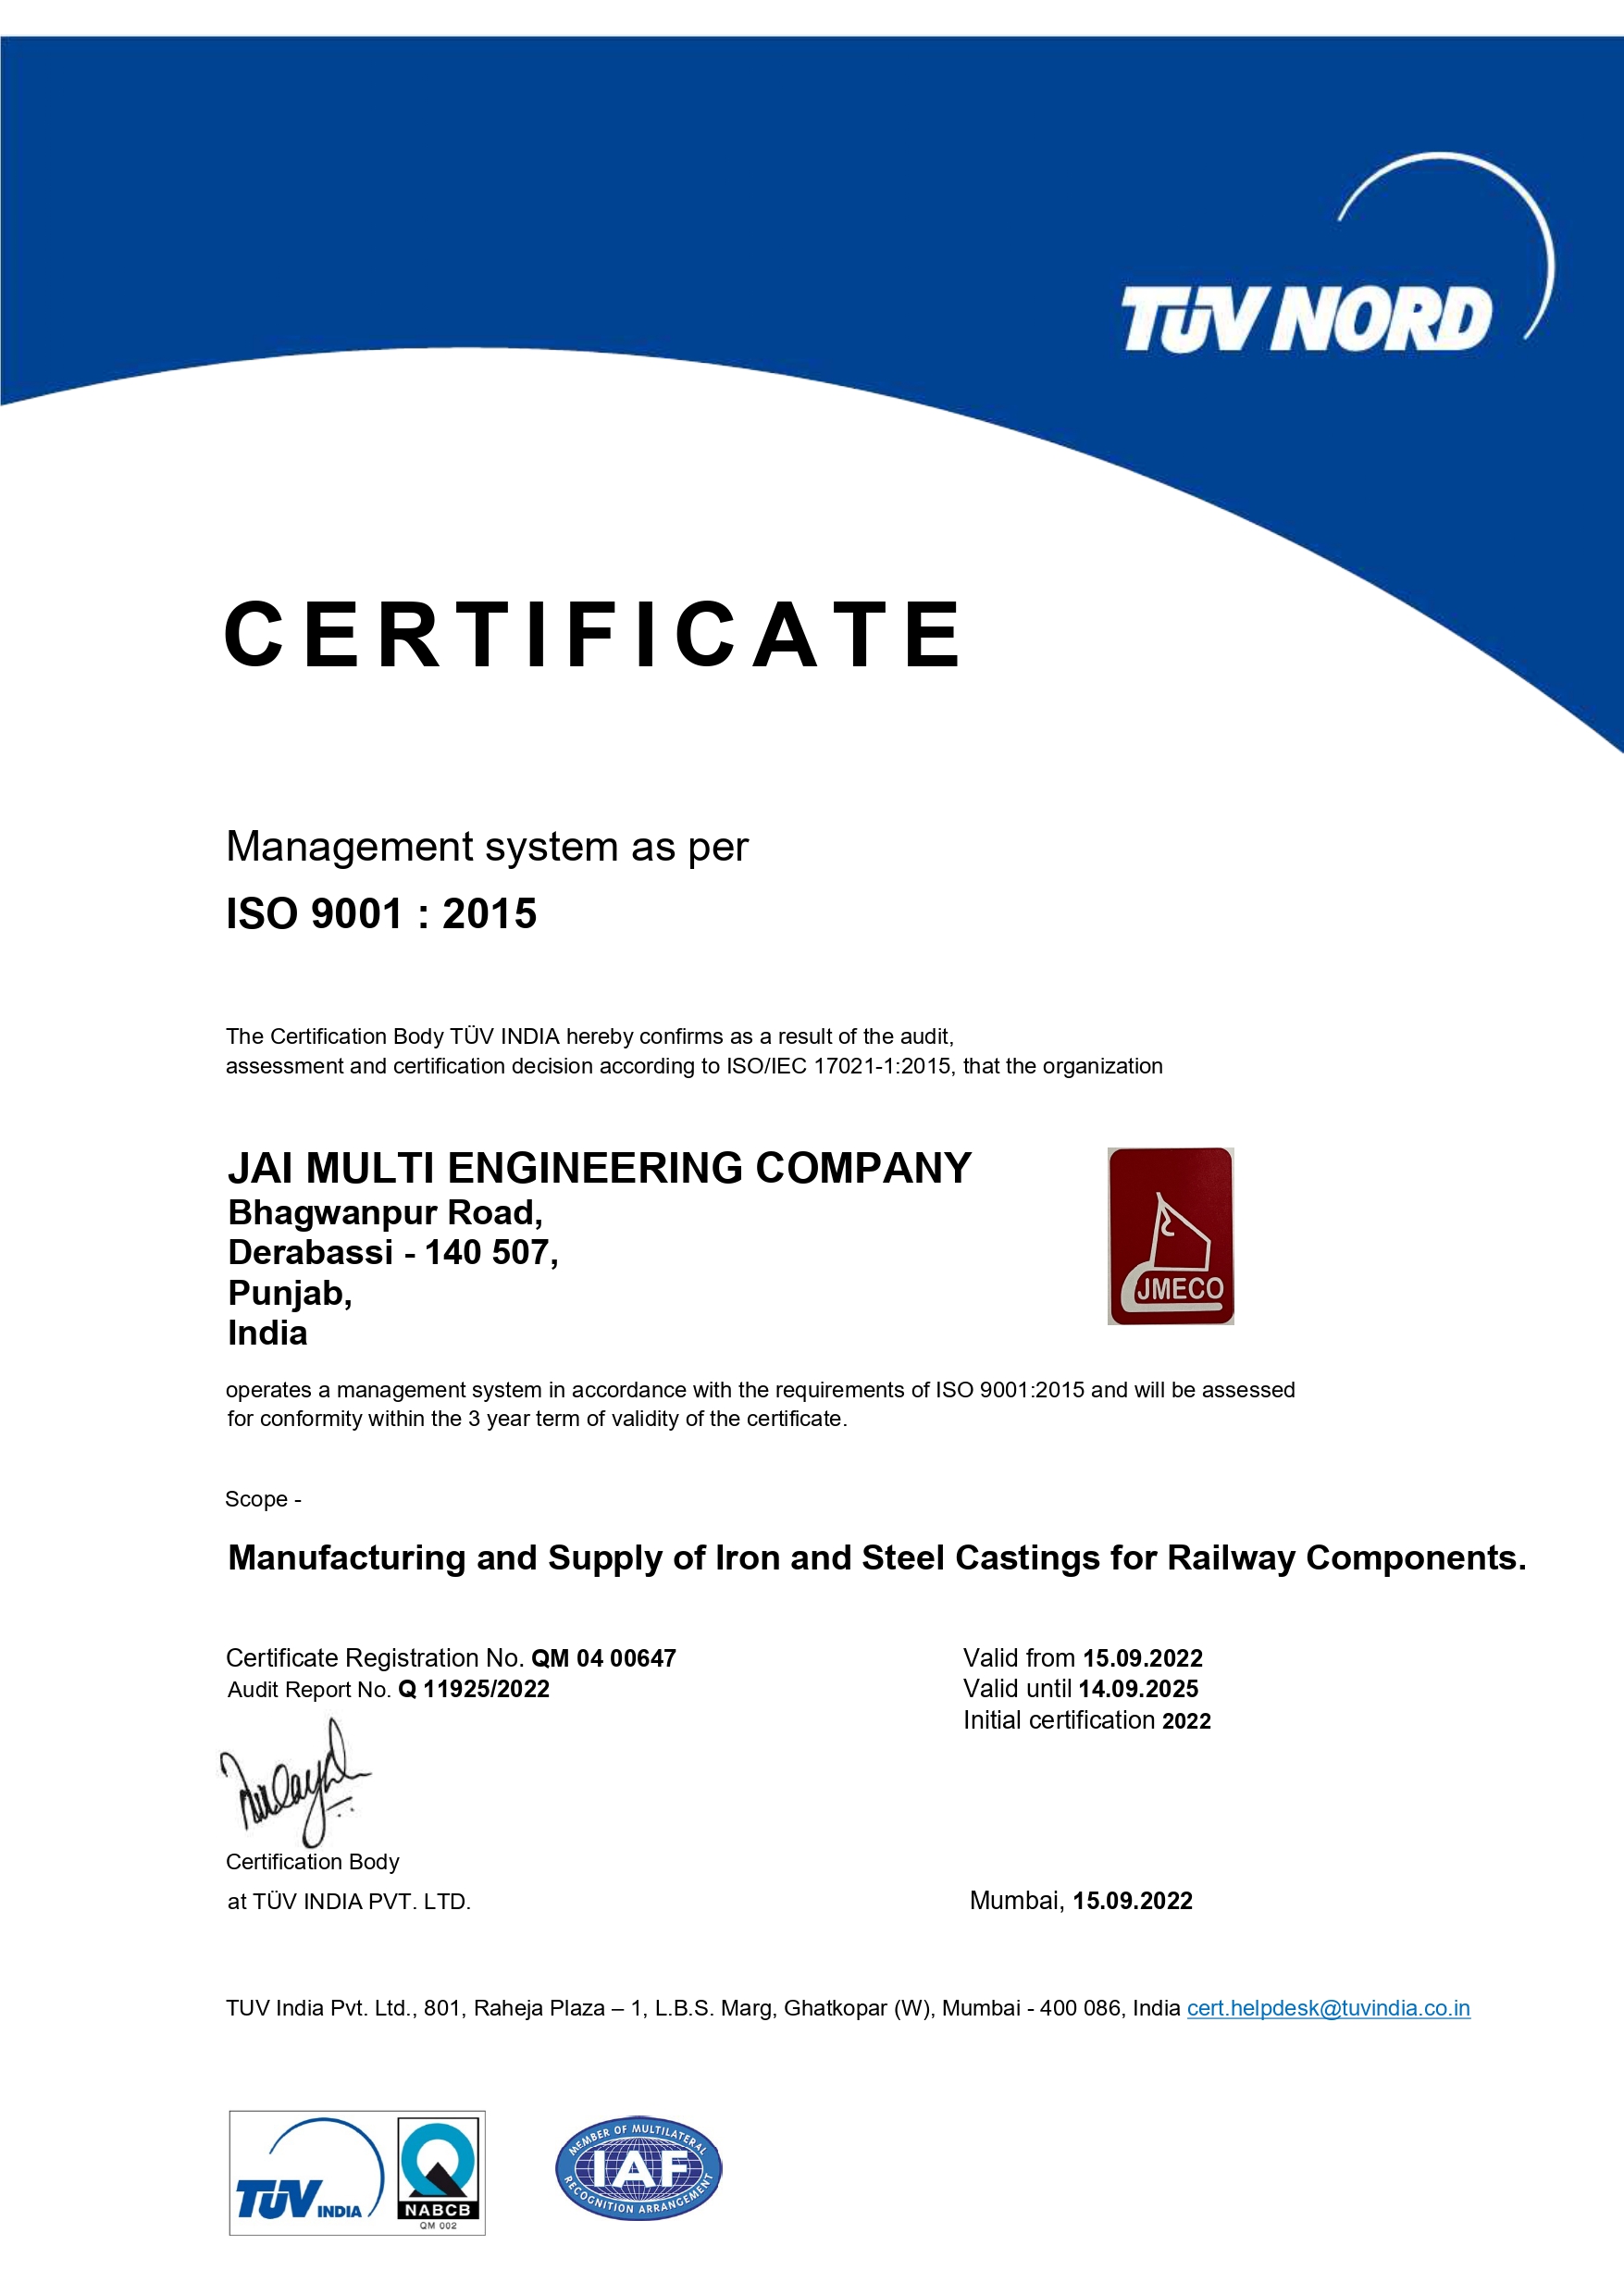 TÜV NORD
CERTIFICATE
Management system as per
ISO 9001 : 2015
The Certification Body TÜV INDIA hereby confirms as a result of the audit,
assessment and certification decision according to ISO/IEC 17021-1:2015, that the organization
JAI MULTI ENGINEERING COMPANY
Bhagwanpur Road,
Derabassi - 140 507,
Punjab,
India
JMECO
operates a management system in accordance with the requirements of ISO 9001:2015 and will be assessed
for conformity within the 3 year term of validity of the certificate.
Scope -
Manufacturing and Supply of Iron and Steel Castings for Railway Components.
Certificate Registration No. QM 04 00647
Audit Report No. Q 11925/2022
Valid from 15.09.2022
Valid until 14.09.2025
Initial certification 2022
Certification Body
at TÜV INDIA PVT. LTD.
Mumbai, 15.09.2022
TUV India Pvt. Ltd., 801, Raheja Plaza – 1, L.B.S. Marg, Ghatkopar (W), Mumbai - 400 086, India cert.helpdesk@tuvindia.co.in
TÜV INDIA
NABCB
QM 002
MEMBER OF MULTILATERAL
IAF
RECOGNITION ARRANGEMENT